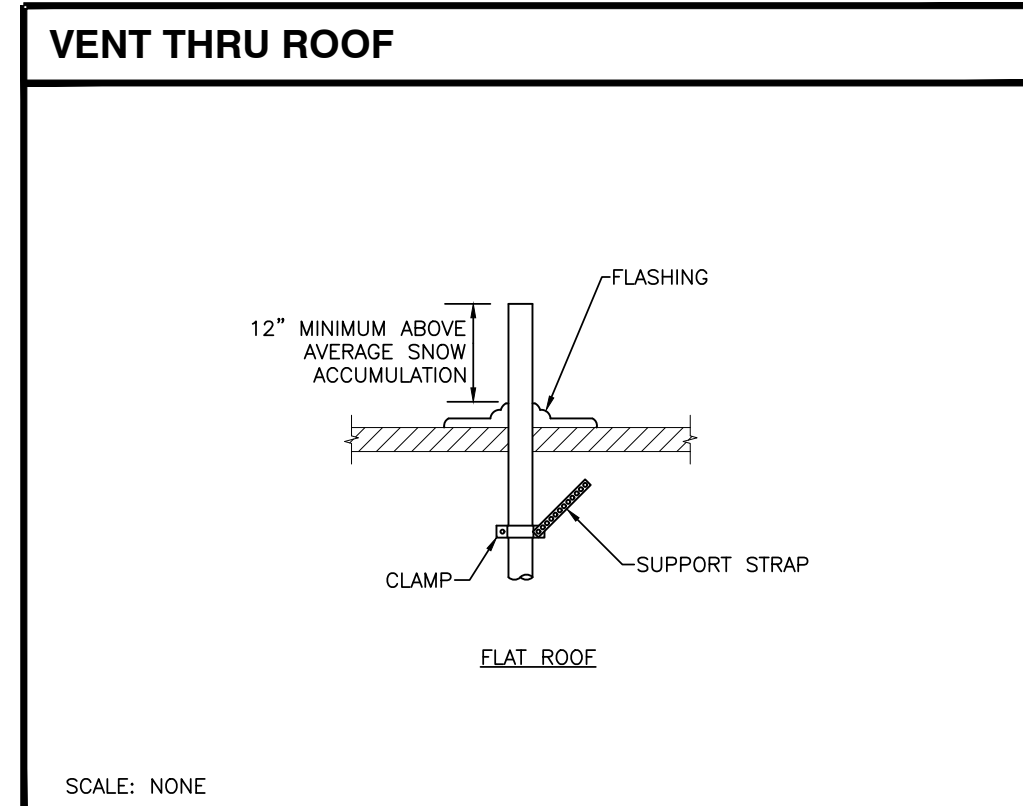 VENT THRU ROOF
FLASHING
12" MINIMUM ABOVE
AVERAGE SNOW
ACCUMULATION
SUPPORT STRAP
CLAMP
FLAT ROOF
SCALE: NONE